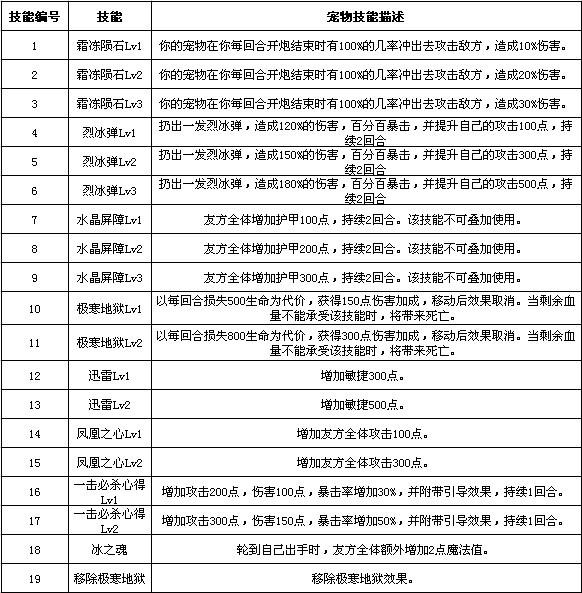 技能编号 技能 宠物技能描述
1 霜冻陨石Lv1 你的宠物在你每回合开炮结束时有100%的几率冲出去攻击敌方，造成10%伤害。
2 霜冻陨石Lv2 你的宠物在你每回合开炮结束时有100%的几率冲出去攻击敌方，造成20%伤害。
3 霜冻陨石Lv3 你的宠物在你每回合开炮结束时有100%的几率冲出去攻击敌方，造成30%伤害。
4 烈冰弹Lv1 扔出一发烈冰弹，造成120%的伤害，百分百暴击，并提升自己的攻击100点，持
续2回合
5 烈冰弹Lv2 扔出一发烈冰弹，造成150%的伤害，百分百暴击，并提升自己的攻击300点，持
续2回合
6 烈冰弹Lv3 扔出一发烈冰弹，造成180%的伤害，百分百暴击，并提升自己的攻击500点，持
续2回合
7 水晶屏障Lv1 友方全体增加护甲100点，持续2回合。该技能不可叠加使用。
8 水晶屏障Lv2 友方全体增加护甲200点，持续2回合。该技能不可叠加使用。
9 水晶屏障Lv3 友方全体增加护甲300点，持续2回合。该技能不可叠加使用。
10 极寒地狱Lv1 以每回合损失500生命为代价，获得150点伤害加成，移动后效果取消。当剩余血
量不能承受该技能时，将带来死亡。
11 极寒地狱Lv2 以每回合损失800生命为代价，获得300点伤害加成，移动后效果取消。当剩余血
量不能承受该技能时，将带来死亡。
12 迅雷Lv1 增加敏捷300点。
13 迅雷Lv2 增加敏捷500点。
14 凤凰之心Lv1 增加友方全体攻击100点。
15 凤凰之心Lv2 增加友方全体攻击300点。
16 一击必杀心得 增加攻击200点，伤害100点，暴击率增加30%，并附带引导效果，持续1回合。
Lv1
17 一击必杀心得 增加攻击300点，伤害150点，暴击率增加50%，并附带引导效果，持续1回合。
Lv2
18 冰之魂 轮到自己出手时，友方全体额外增加2点魔法值。
19 移除极寒地狱 移除极寒地狱效果。